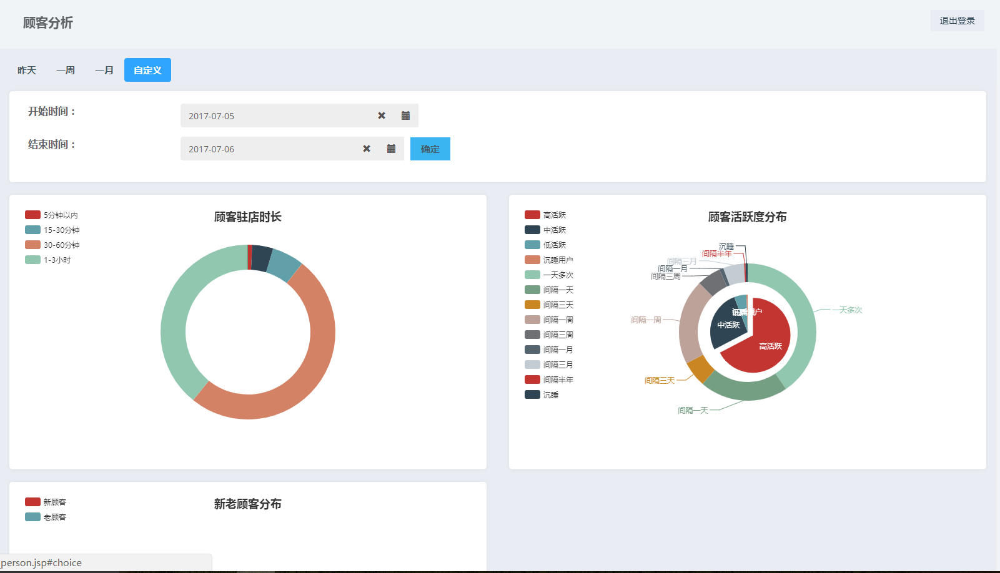 顾客分析
退出登录
昨天 一周 一月 自定义
开始时间：
2017-07-05
结束时间：
2017-07-06
确定
顾客驻店时长
5分钟以内
15-30分钟
30-60分钟
1-3小时
顾客活跃度分布
高活跃
中活跃
低活跃
沉睡用户
一天多次
间隔一天
间隔三天
间隔一周
间隔三周
间隔一月
间隔三月
间隔半年
沉睡
沉睡
间隔半年
间隔三月
间隔一月
间隔三周
间隔一周
间隔三天
间隔一天
一天多次
中活跃
高活跃
新老顾客分布
新顾客
老顾客
_person.jsp#choice